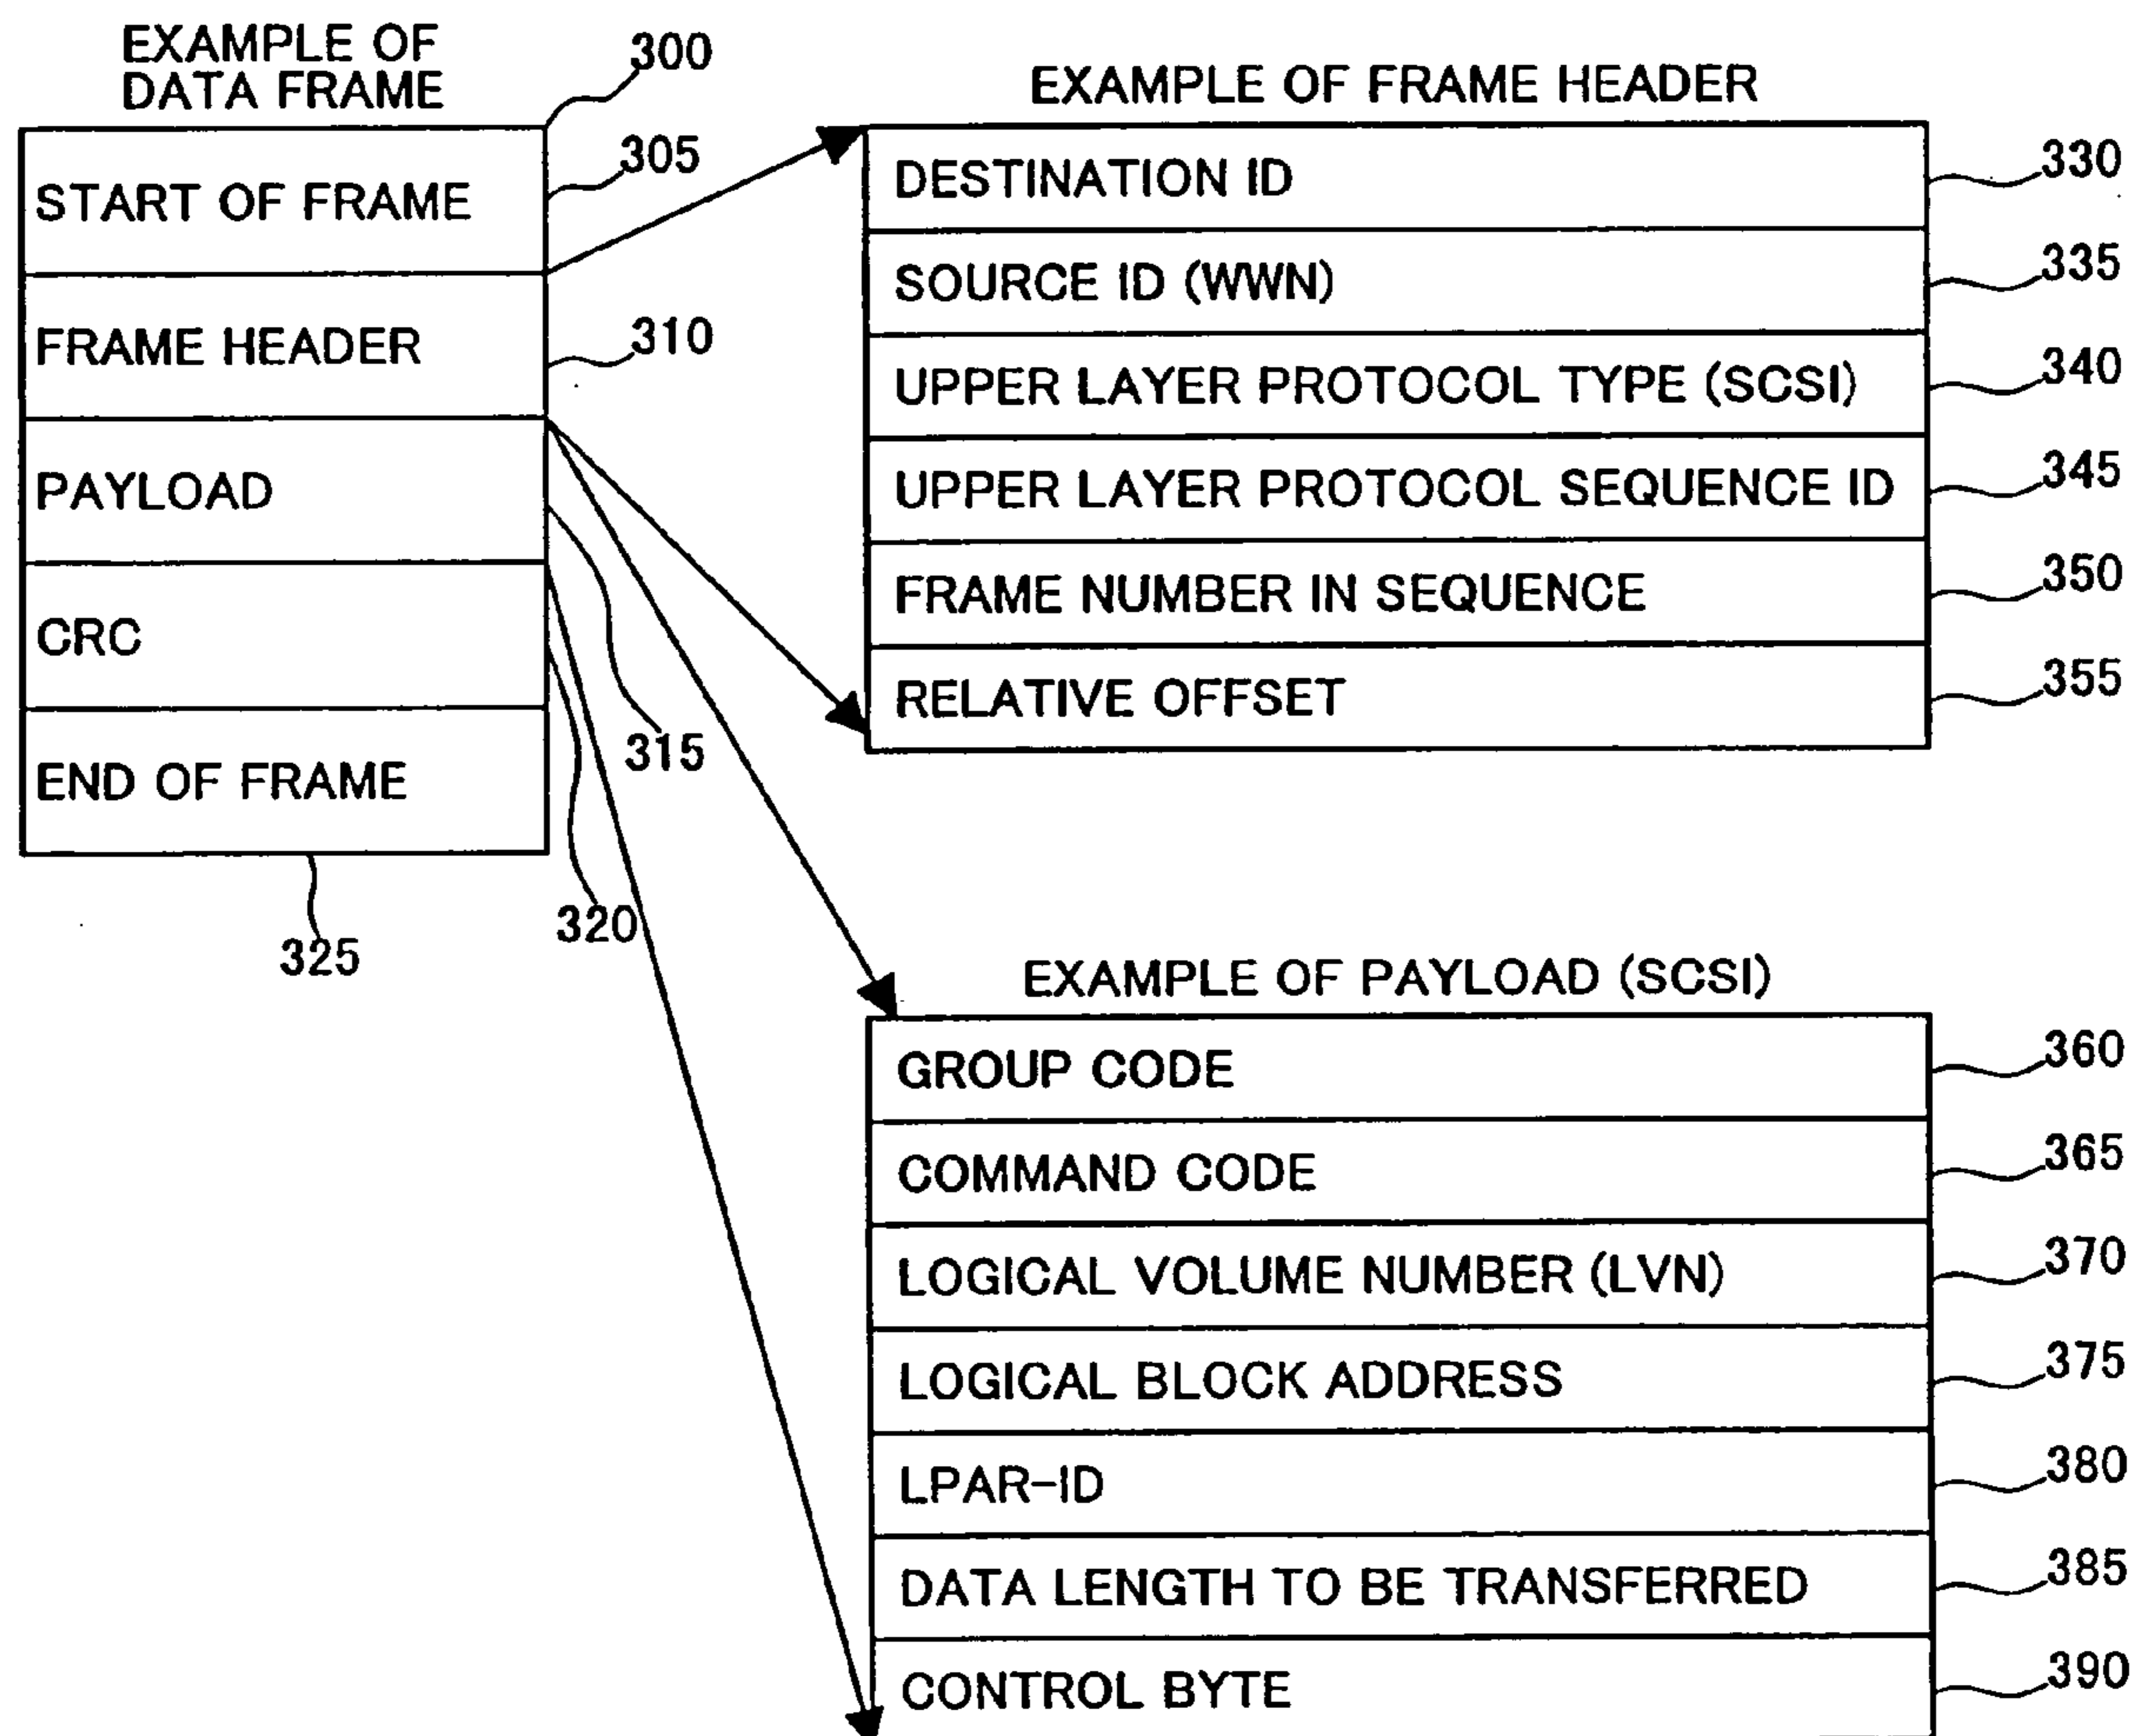 EXAMPLE OF
DATA FRAME
300
START OF FRAME
305
FRAME HEADER
310
PAYLOAD
315
CRC
320
END OF FRAME
325
EXAMPLE OF FRAME HEADER
DESTINATION ID
330
SOURCE ID (WWN)
335
UPPER LAYER PROTOCOL TYPE (SCSI)
340
UPPER LAYER PROTOCOL SEQUENCE ID
345
FRAME NUMBER IN SEQUENCE
350
RELATIVE OFFSET
355
EXAMPLE OF PAYLOAD (SCSI)
GROUP CODE
360
COMMAND CODE
365
LOGICAL VOLUME NUMBER (LVN)
370
LOGICAL BLOCK ADDRESS
375
LPAR-ID
380
DATA LENGTH TO BE TRANSFERRED
385
CONTROL BYTE
390